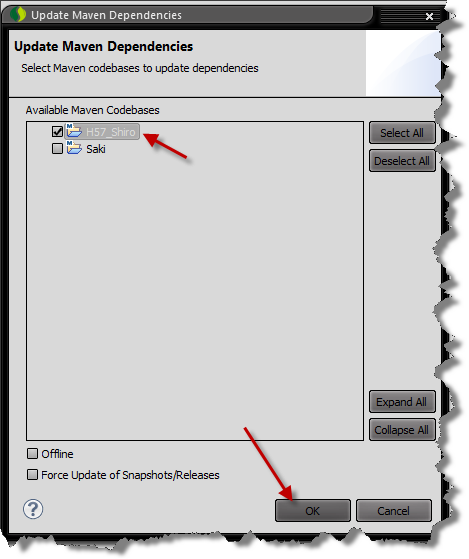 Update Maven Dependencies
Update Maven Dependencies
Select Maven codebases to update dependencies
Available Maven Codebases
H57_Shiro
Saki
Select All
Deselect All
Expand All
Collapse All
Offline
Force Update of Snapshots/Releases
OK
Cancel